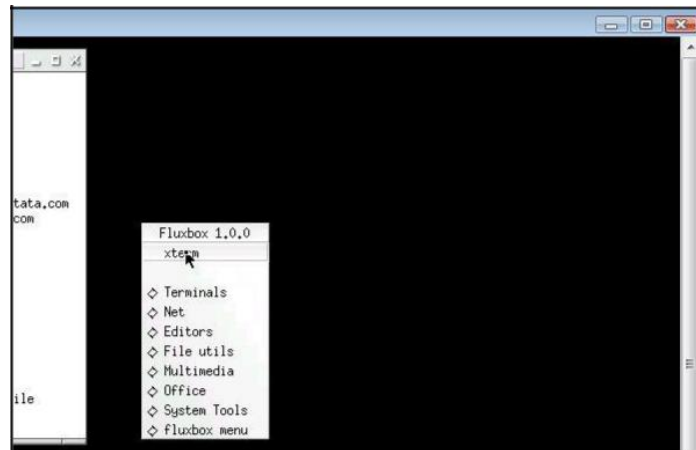 tata.com
com
ile
Fluxbox 1.0.0
xterm
Terminals
Net
Editors
File utils
Multimedia
Office
System Tools
fluxbox menu